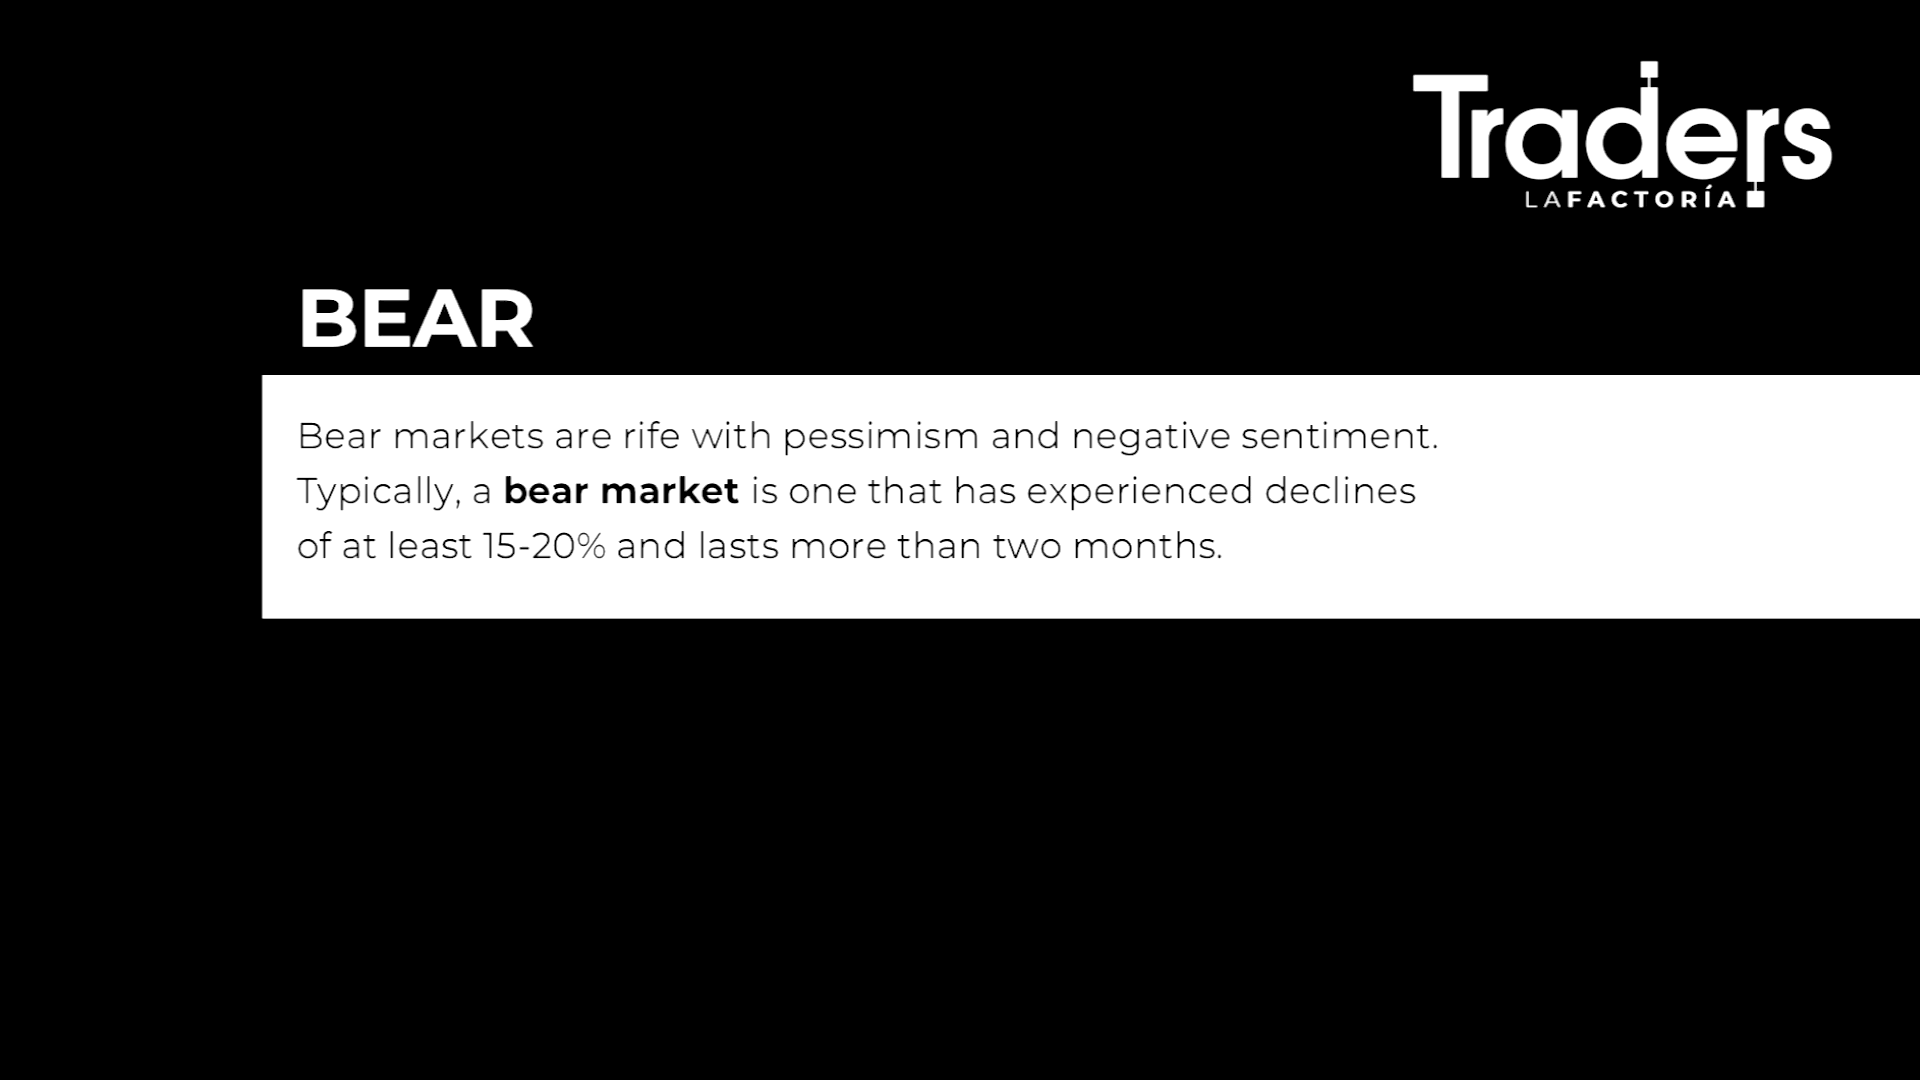 Traders
LAFACTORÍA
BEAR
Bear markets are rife with pessimism and negative sentiment.
Typically, a bear market is one that has experienced declines
of at least 15-20% and lasts more than two months.